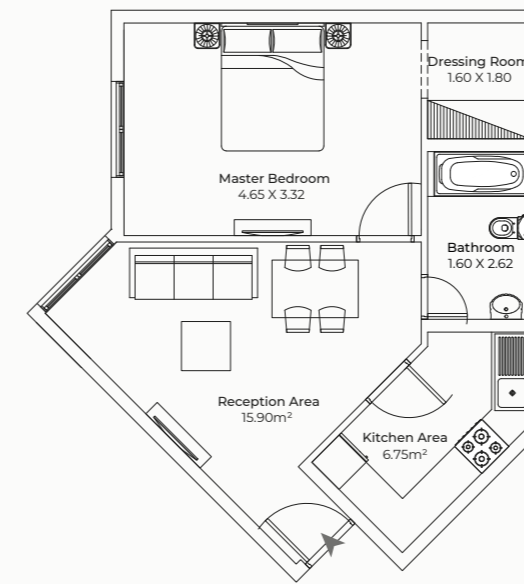 Dressing Room
1.60 X 1.80
Master Bedroom
4.65 X 3.32
Bathroom
1.60 X 2.62
Reception Area
15.90m²
Kitchen Area
6.75m²